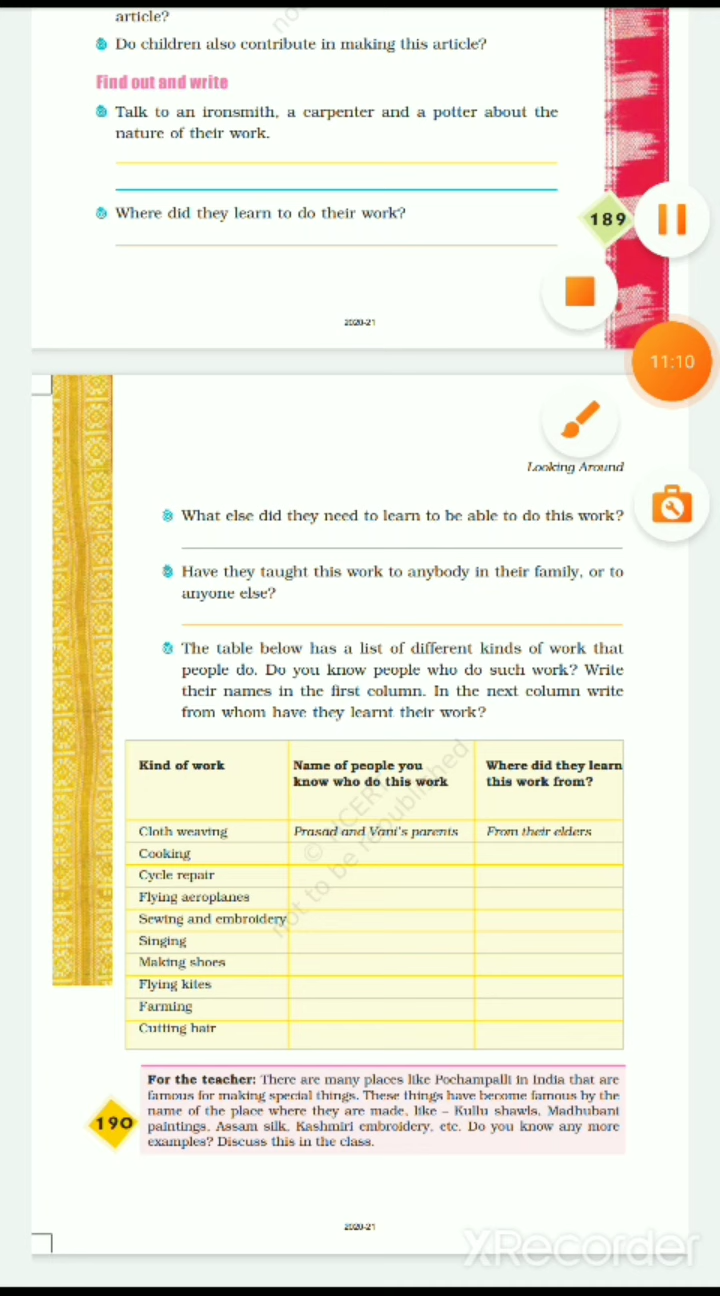 article?
Do children also contribute in making this article?
Find out and write
Talk to an ironsmith, a carpenter and a potter about the
nature of their work.
Where did they learn to do their work?
189
2020-21
11:10
Looking Around
What else did they need to learn to be able to do this work?
Have they taught this work to anybody in their family, or to
anyone else?
The table below has a list of different kinds of work that
people do. Do you know people who do such work? Write
their names in the first column. In the next column write
from whom have they learnt their work?
Kind of work Name of people you Where did they learn
know who do this work this work from?
Cloth weaving Prasad and Vani's parents From their elders
Cooking
Cycle repair
Flying aeroplanes
Sewing and embroidery
Singing
Making shoes
Flying kites
Farming
Cutting hair
© NCERT
not to be republished
For the teacher: There are many places like Pochampalli in India that are
famous for making special things. These things have become famous by the
name of the place where they are made, like – Kullu shawls, Madhubani
paintings, Assam silk, Kashmiri embroidery, etc. Do you know any more
examples? Discuss this in the class.
190
2020-21
XRecorder